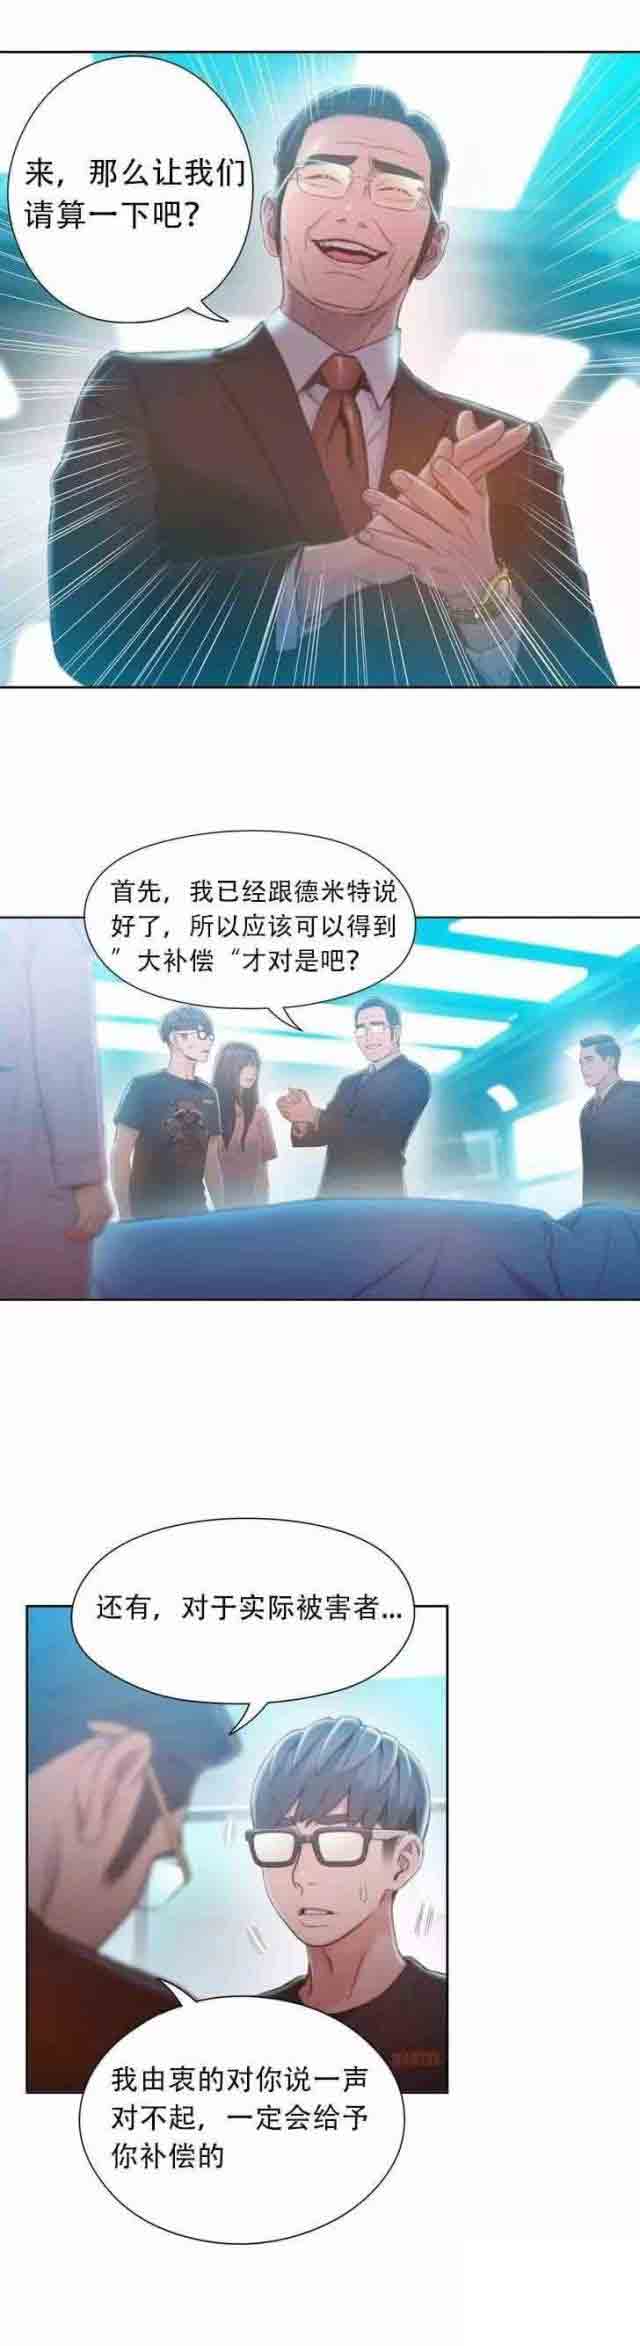 来，那么让我们
请算一下吧？
首先，我已经跟德米特说
好了，所以应该可以得到
”大补偿“才对是吧？
还有，对于实际被害者...
我由衷的对你说一声
对不起，一定会给予
你补偿的